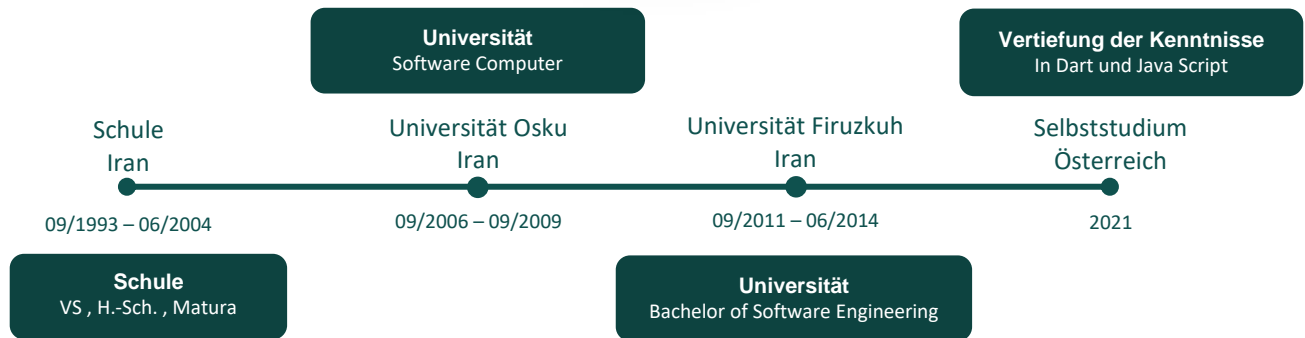 Universität
Software Computer
Vertiefung der Kenntnisse
In Dart und Java Script
Schule
Iran
Universität Osku
Iran
Universität Firuzkuh
Iran
Selbststudium
Österreich
09/1993 – 06/2004
09/2006 – 09/2009
09/2011 – 06/2014
2021
Schule
VS , H.-Sch. , Matura
Universität
Bachelor of Software Engineering